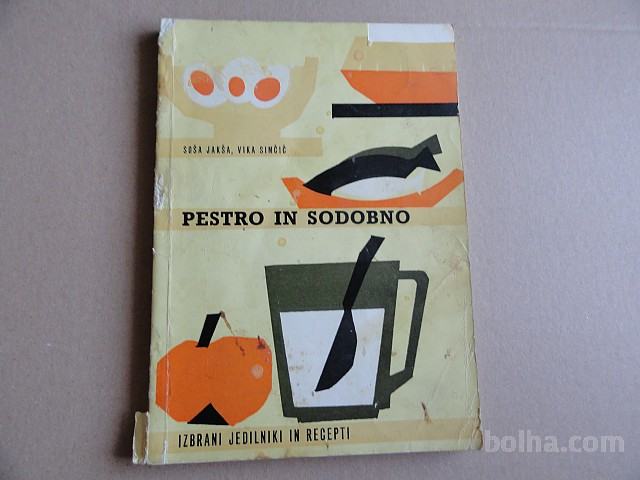 SOŠA JAKŠA, VIKA SINČIČ
PESTRO IN SODOBNO
IZBRANI JEDILNIKI IN RECEPTI
bolha.com